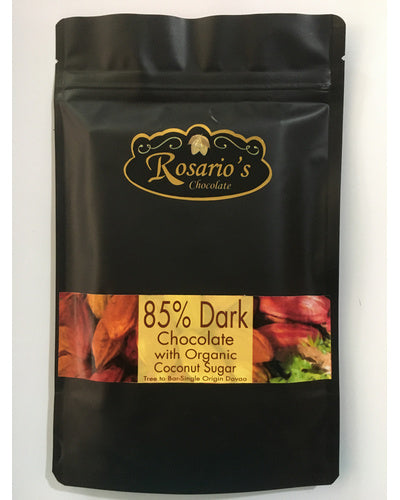 Rosario's
Chocolate
85% Dark
Chocolate
with Organic
Coconut Sugar
Tree to Bar-Single Origin Davao